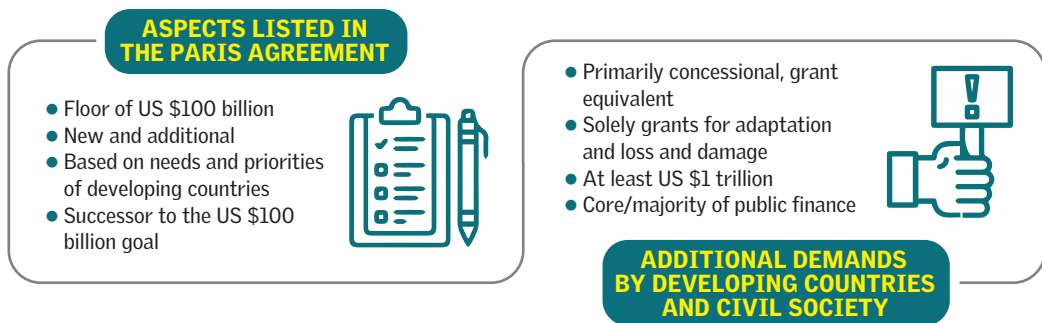 ASPECTS LISTED IN
THE PARIS AGREEMENT
● Floor of US $100 billion
● New and additional
● Based on needs and priorities
of developing countries
● Successor to the US $100
billion goal
● Primarily concessional, grant
equivalent
● Solely grants for adaptation
and loss and damage
● At least US $1 trillion
● Core/majority of public finance
!
ADDITIONAL DEMANDS
BY DEVELOPING COUNTRIES
AND CIVIL SOCIETY